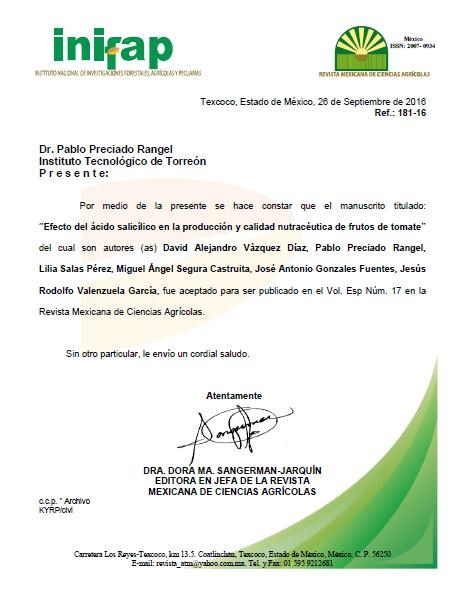 inifap
INSTITUTO NACIONAL DE INVESTIGACIONES FORESTALES, AGRÍCOLAS Y PECUARIAS
México
ISSN: 2007- 0934
REVISTA MEXICANA DE CIENCIAS AGRÍCOLAS
Texcoco, Estado de México, 26 de Septiembre de 2016
Ref.: 181-16
Dr. Pablo Preciado Rangel
Instituto Tecnológico de Torreón
P r e s e n t e:
Por medio de la presente se hace constar que el manuscrito titulado:
“Efecto del ácido salicílico en la producción y calidad nutracéutica de frutos de tomate”
del cual son autores (as) David Alejandro Vázquez Díaz, Pablo Preciado Rangel,
Lilia Salas Pérez, Miguel Ángel Segura Castruita, José Antonio Gonzales Fuentes, Jesús
Rodolfo Valenzuela García, fue aceptado para ser publicado en el Vol. Esp Núm. 17 en la
Revista Mexicana de Ciencias Agrícolas.
Sin otro particular, le envío un cordial saludo.
Atentamente
DRA. DORA MA. SANGERMAN-JARQUÍN
EDITORA EN JEFA DE LA REVISTA
MEXICANA DE CIENCIAS AGRÍCOLAS
c.c.p. * Archivo
KYRP/clvl
Carretera Los Reyes-Texcoco, km 13.5. Coatlinchan, Texcoco, Estado de México, México, C. P. 56250
E-mail: revista_atm@yahoo.com.mx. Tel. y Fax: 01 595 9212681